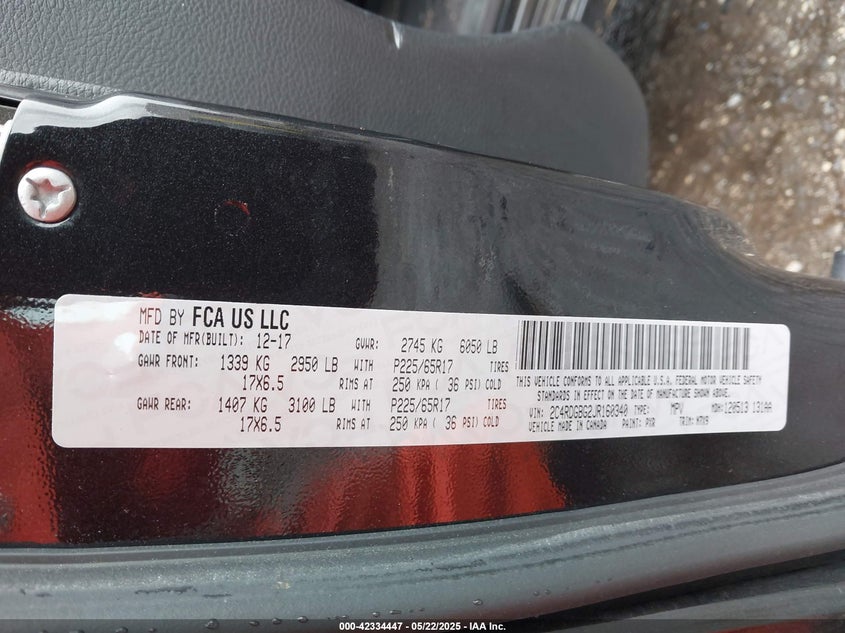 MFD BY FCA US LLC
DATE OF MFR(BUILT): 12-17 GVWR: 2745 KG 6050 LB
GAWR FRONT: 1339 KG 2950 LB WITH P225/65R17 TIRES
17X6.5 RIMS AT 250 KPA ( 36 PSI) COLD
GAWR REAR: 1407 KG 3100 LB WITH P225/65R17 TIRES
17X6.5 RIMS AT 250 KPA ( 36 PSI) COLD
THIS VEHICLE CONFORMS TO ALL APPLICABLE U.S.A. FEDERAL MOTOR VEHICLE SAFETY
STANDARDS IN EFFECT ON THE DATE OF MANUFACTURE SHOWN ABOVE.
VIN: 2C4RDGBG2JR160340 TYPE: MPV MDH: 120513 131AA
VEHICLE MADE IN CANADA PAINT: PXR TRIM:
000-42334447 - 05/22/2025 - IAA Inc.